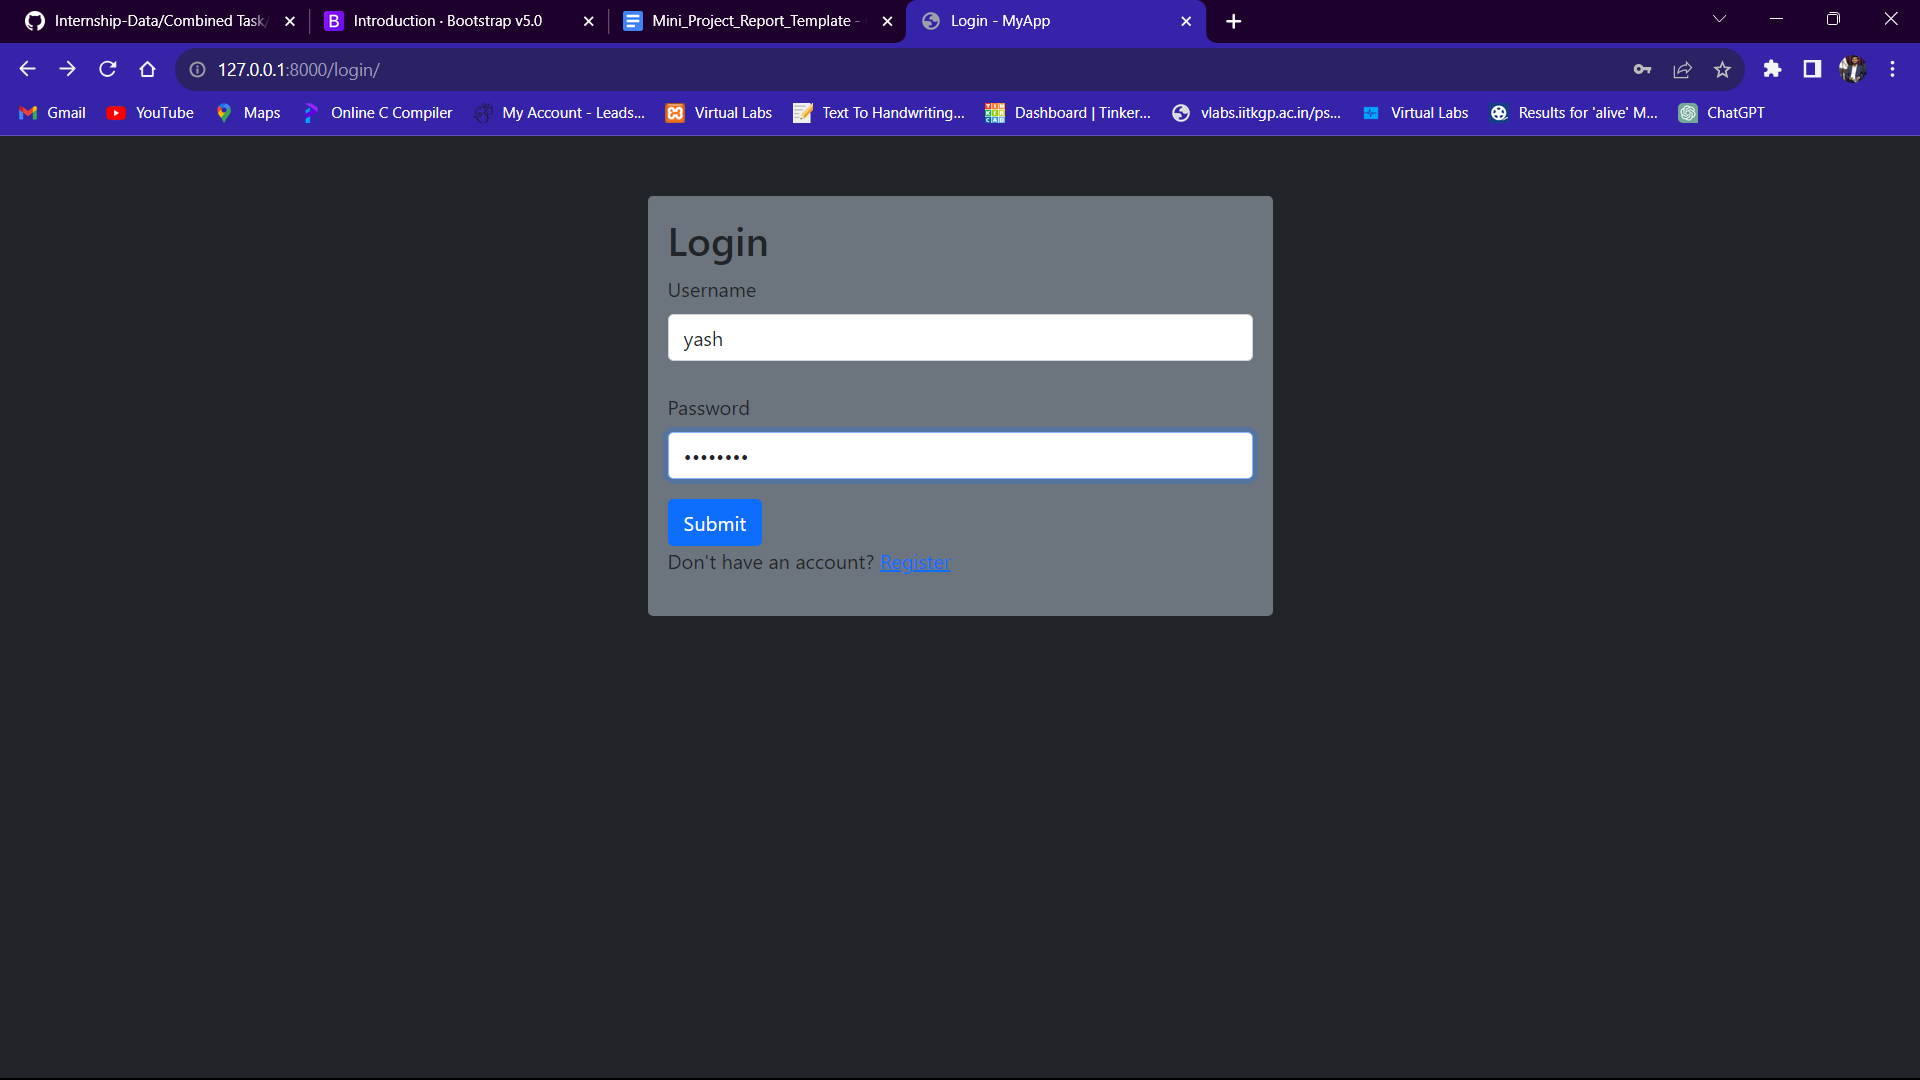 Internship-Data/Combined Task/
Introduction · Bootstrap v5.0
Mini_Project_Report_Template -
Login - MyApp
127.0.0.1:8000/login/
Gmail
YouTube
Maps
Online C Compiler
My Account - Leads...
Virtual Labs
Text To Handwriting...
Dashboard | Tinker...
vlabs.iitkgp.ac.in/ps...
Virtual Labs
Results for 'alive' M...
ChatGPT
Login
Username
yash
Password
••••••••
Submit
Don't have an account? Register